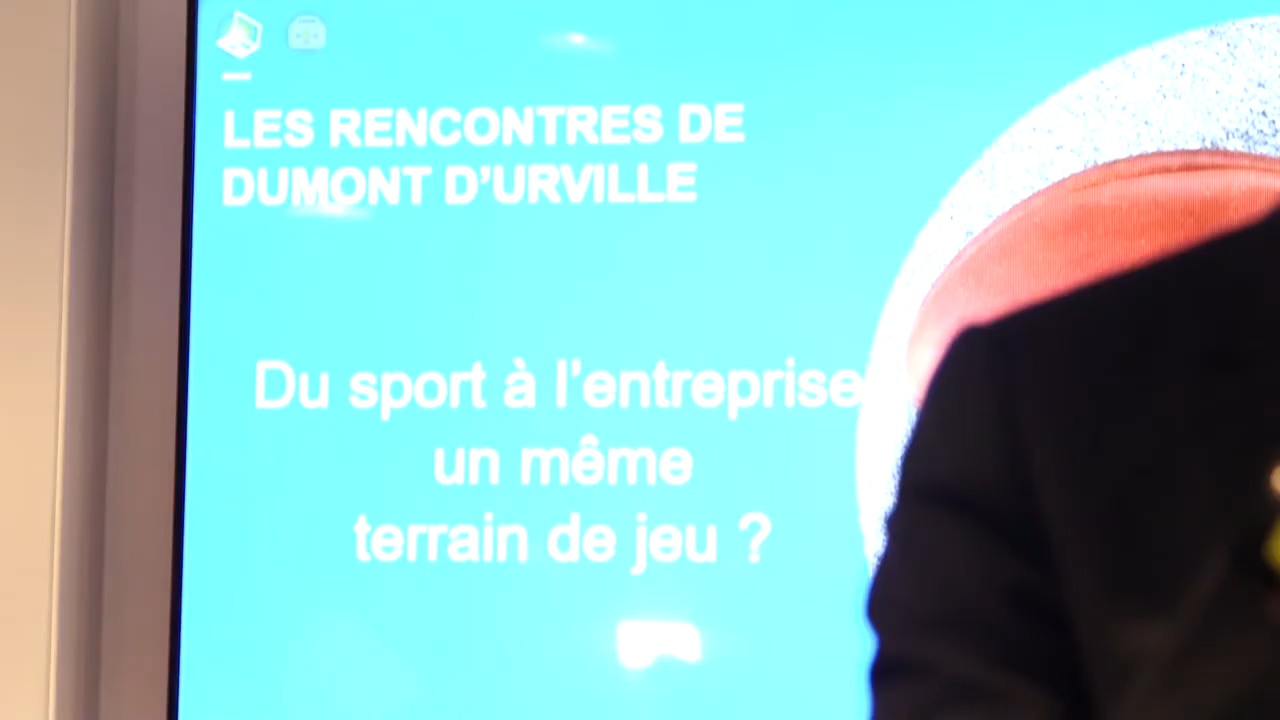 LES RENCONTRES DE
DUMONT D’URVILLE
Du sport à l’entreprise
un même
terrain de jeu ?